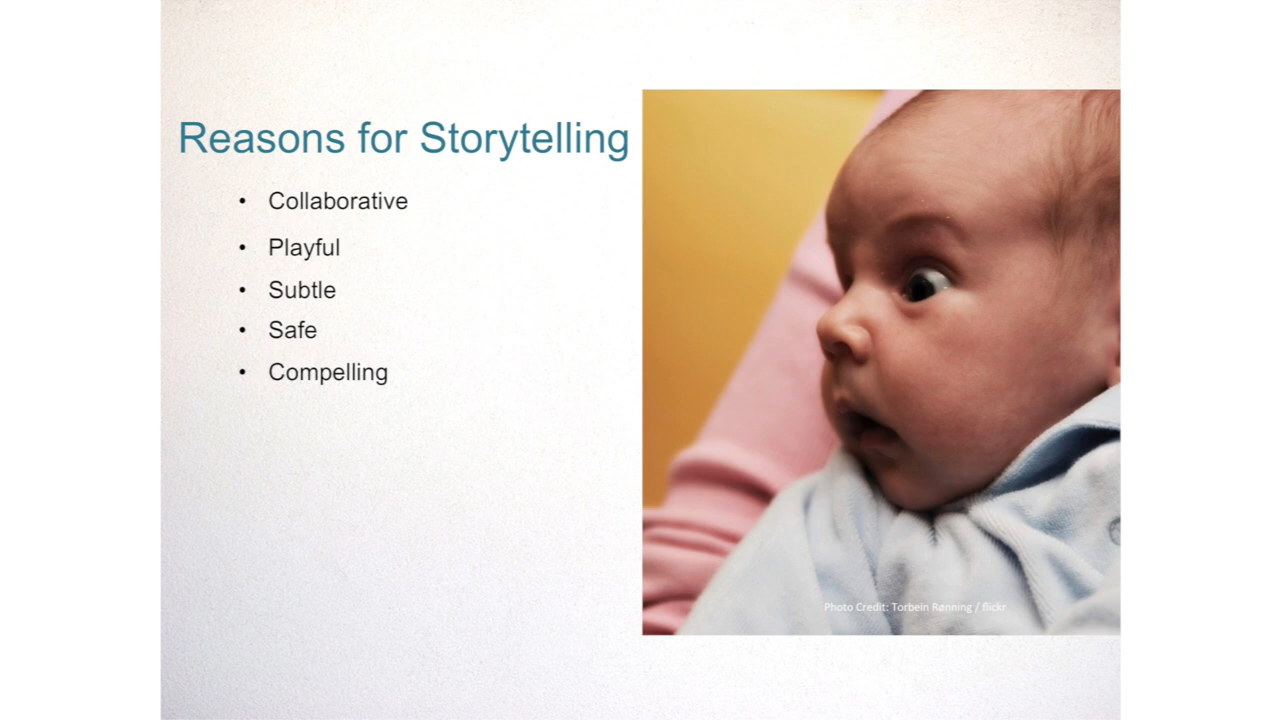 Reasons for Storytelling
• Collaborative
• Playful
• Subtle
• Safe
• Compelling
Photo Credit: Torbein Rønning / flickr